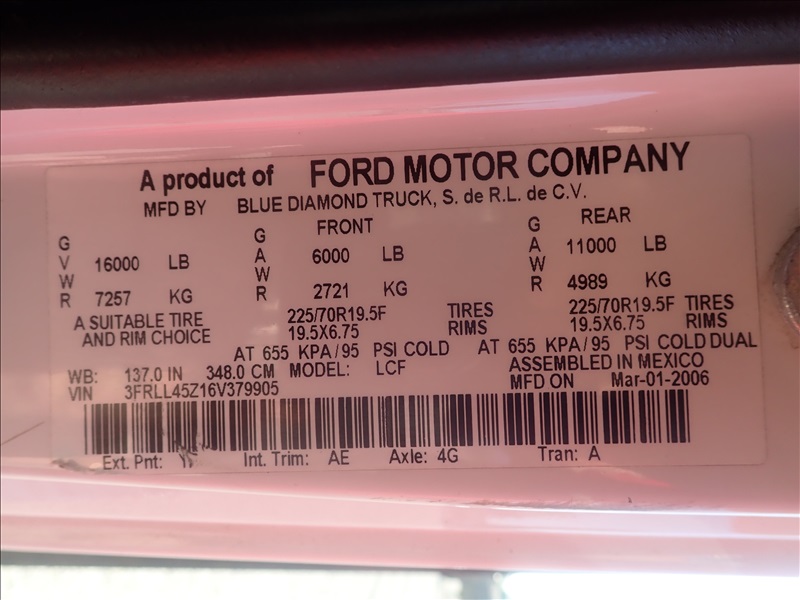 A product of FORD MOTOR COMPANY
MFD BY BLUE DIAMOND TRUCK, S. de R.L. de C.V.
GVWR 16000 LB 7257 KG
FRONT GAWR 6000 LB 2721 KG
REAR GAWR 11000 LB 4989 KG
A SUITABLE TIRE AND RIM CHOICE
225/70R19.5F TIRES 225/70R19.5F TIRES
19.5X6.75 RIMS 19.5X6.75 RIMS
AT 655 KPA/95 PSI COLD AT 655 KPA/95 PSI COLD DUAL
WB: 137.0 IN 348.0 CM MODEL: LCF ASSEMBLED IN MEXICO
VIN 3FRLL45Z16V379905 MFD ON Mar-01-2006
Ext. Pnt: Int. Trim: AE Axle: 4G Tran: A